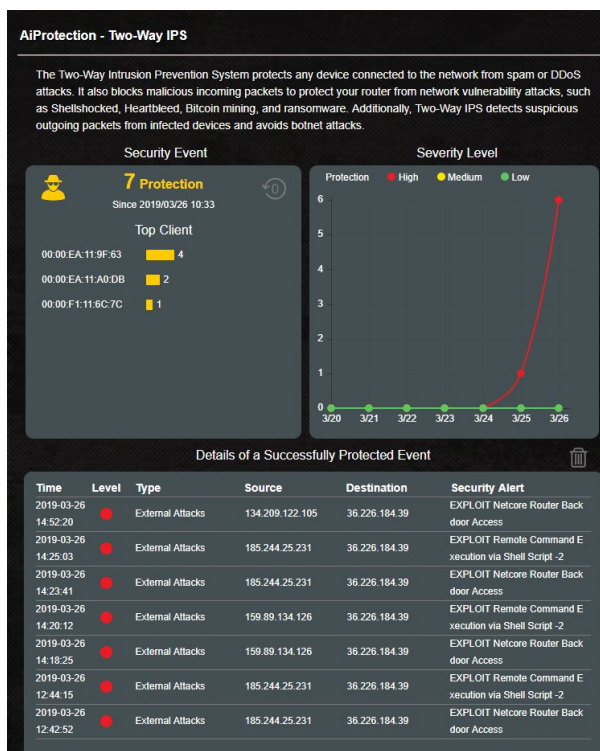 AiProtection - Two-Way IPS
The Two-Way Intrusion Prevention System protects any device connected to the network from spam or DDoS
attacks. It also blocks malicious incoming packets to protect your router from network vulnerability attacks, such
as Shellshocked, Heartbleed, Bitcoin mining, and ransomware. Additionally, Two-Way IPS detects suspicious
outgoing packets from infected devices and avoids botnet attacks.
Security Event
7 Protection
0
Since 2019/03/26 10:33
Top Client
00:00:EA:11:9F:63 4
00:00:EA:11:A0:DB 2
00:00:F1:11:6C:7C 1
Severity Level
Protection High Medium Low
6
5
4
3
2
1
0
3/20 3/21 3/22 3/23 3/24 3/25 3/26
Details of a Successfully Protected Event
Time Level Type Source Destination Security Alert
2019-03-26 EXPLOIT Netcore Router Back
14:52:20 External Attacks 134.209.122.105 36.226.184.39 door Access
2019-03-26 EXPLOIT Remote Command E
14:25:03 External Attacks 185.244.25.231 36.226.184.39 xecution via Shell Script -2
2019-03-26 EXPLOIT Netcore Router Back
14:23:41 External Attacks 185.244.25.231 36.226.184.39 door Access
2019-03-26 EXPLOIT Remote Command E
14:20:12 External Attacks 159.89.134.126 36.226.184.39 xecution via Shell Script -2
2019-03-26 EXPLOIT Netcore Router Back
14:18:25 External Attacks 159.89.134.126 36.226.184.39 door Access
2019-03-26 EXPLOIT Remote Command E
12:44:15 External Attacks 185.244.25.231 36.226.184.39 xecution via Shell Script -2
2019-03-26 EXPLOIT Netcore Router Back
12:42:52 External Attacks 185.244.25.231 36.226.184.39 door Access